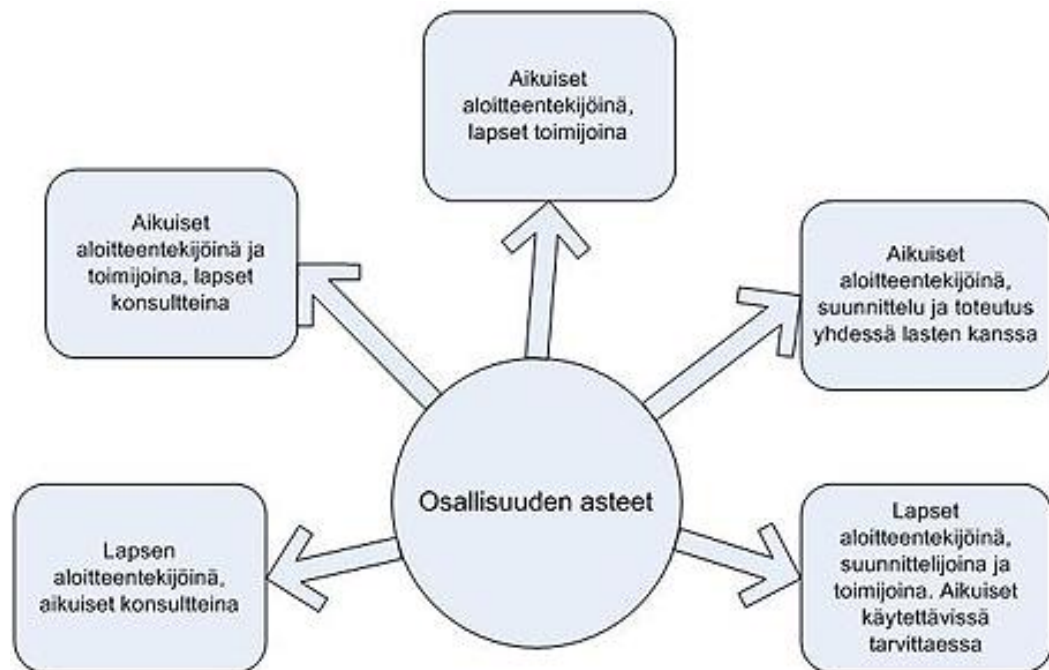 Aikuiset
aloitteentekijöinä,
lapset toimijoina
Aikuiset
aloitteentekijöinä ja
toimijoina, lapset
konsultteina
Aikuiset
aloitteentekijöinä,
suunnittelu ja toteutus
yhdessä lasten kanssa
Osallisuuden asteet
Lapsen
aloitteentekijöinä,
aikuiset konsultteina
Lapset
aloitteentekijöinä,
suunnittelijoina ja
toimijoina. Aikuiset
käytettävissä
tarvittaessa